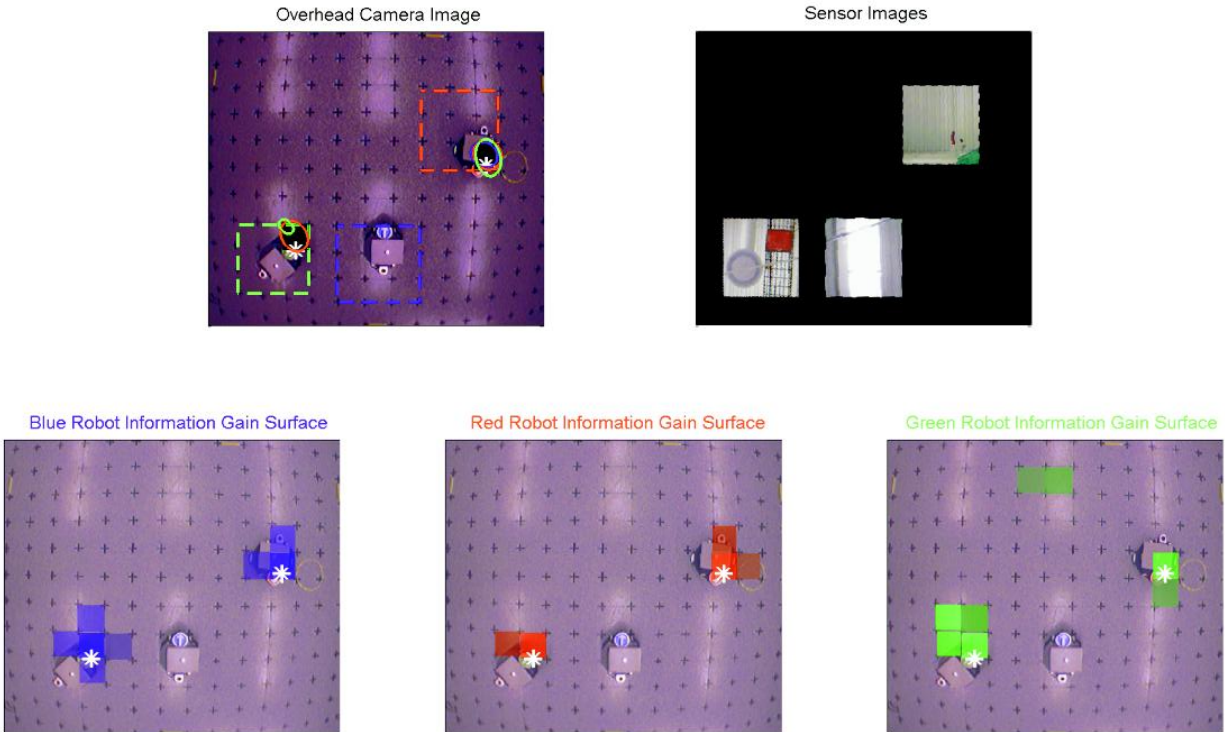 Overhead Camera Image
Sensor Images
Blue Robot Information Gain Surface
Red Robot Information Gain Surface
Green Robot Information Gain Surface